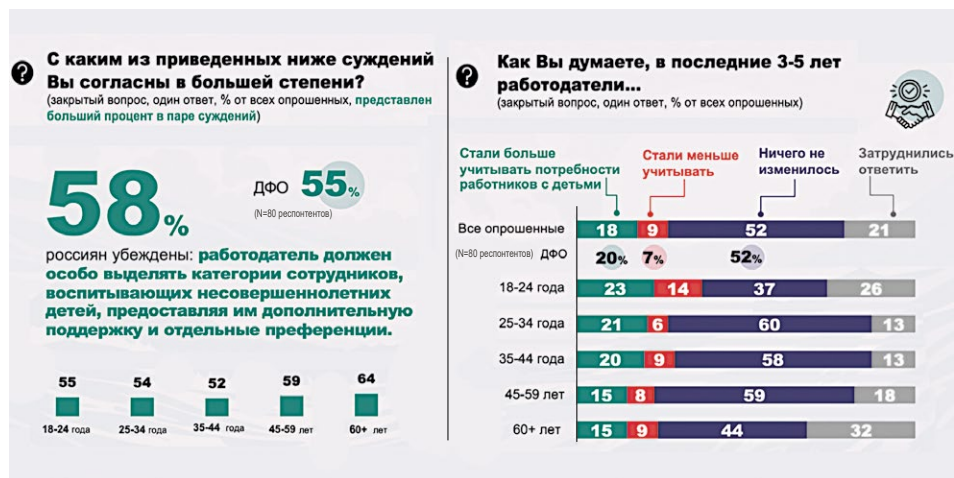 ?
С каким из приведенных ниже суждений
Вы согласны в большей степени?
(закрытый вопрос, один ответ, % от всех опрошенных, представлен
больший процент в паре суждений)
58%
ДФО 55%
(N=80 респонтентов)
россиян убеждены: работодатель должен
особо выделять категории сотрудников,
воспитывающих несовершеннолетних
детей, предоставляя им дополнительную
поддержку и отдельные преференции.
55 54 52 59 64
18-24 года 25-34 года 35-44 года 45-59 лет 60+ лет
?
Как Вы думаете, в последние 3-5 лет
работодатели...
(закрытый вопрос, один ответ, % от всех опрошенных)
Стали больше
учитывать потребности
работников с детьми
Стали меньше
учитывать
Ничего не
изменилось
Затруднились
ответить
Все опрошенные 18 9 52 21
(N=80 респонтентов) ДФО 20% 7% 52%
18-24 года 23 14 37 26
25-34 года 21 6 60 13
35-44 года 20 9 58 13
45-59 лет 15 8 59 18
60+ лет 15 9 44 32